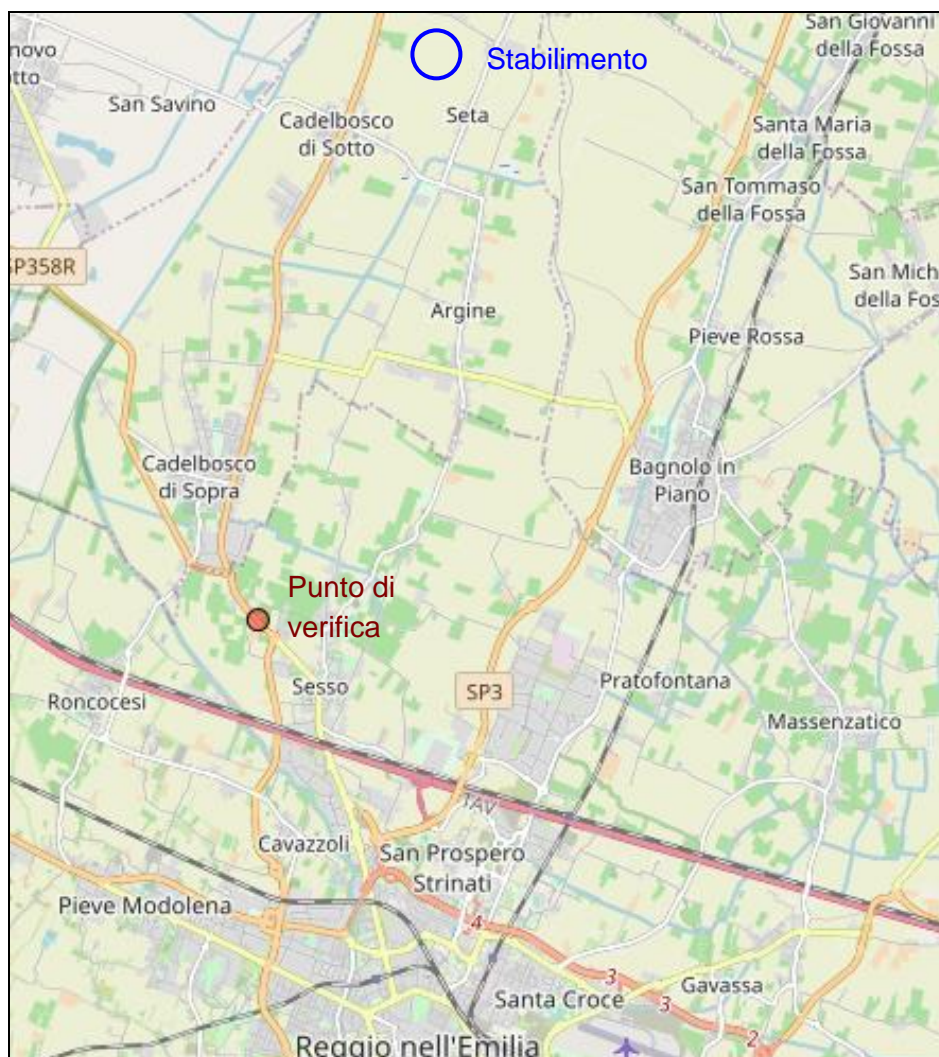 San Giovanni
della Fossa
Stabilimento
novo
tto
San Savino
Seta
Cadelbosco
di Sotto
Santa Maria
della Fossa
San Tommaso
della Fossa
SP358R
San Mich
della Fos
Argine
Pieve Rossa
Cadelbosco
di Sopra
Bagnolo in
Piano
Punto di
verifica
Sesso
SP3
Pratofontana
Roncocesi
Massenzatico
TAV
Cavazzoli
San Prospero
Strinati
Pieve Modolena
4
3
Gavassa
Santa Croce
3
2
Reggio nell'Emilia